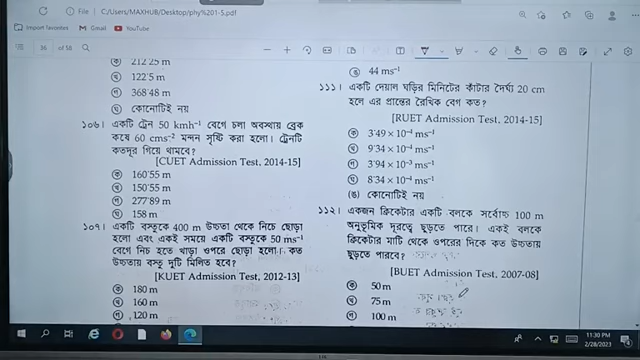 File C:/Users/MAXHUB/Desktop/phy%201-5.pdf
Import favorites Gmail YouTube
36 of 58
ক 212.25 m
খ 122.5 m
গ 368.48 m
ঘ কোনোটিই নয়
১০৬। একটি ট্রেন 50 kmh⁻¹ বেগে চলা অবস্থায় ব্রেক
কষে 60 cms⁻² মন্দন সৃষ্টি করা হলো। ট্রেনটি
কতদূর গিয়ে থামবে?
[CUET Admission Test, 2014-15]
ক 160.55 m
খ 150.55 m
গ 277.89 m
ঘ 158 m
১০৭। একটি বস্তুকে 400 m উচ্চতা থেকে নিচে ছোড়া
হলো এবং একই সময়ে একটি বস্তুকে 50 ms⁻¹
বেগে নিচ হতে খাড়া ওপরে ছোড়া হলো। কত
উচ্চতায় বস্তু দুটি মিলিত হবে?
[KUET Admission Test, 2012-13]
ক 180 m
খ 160 m
গ 120 m
ঘ 44 ms⁻¹
১১১। একটি দেয়াল ঘড়ির মিনিটের কাঁটার দৈর্ঘ্য 20 cm
হলে এর প্রান্তের রৈখিক বেগ কত?
[RUET Admission Test, 2014-15]
ক 3.49×10⁻⁴ ms⁻¹
খ 9.34×10⁻⁴ ms⁻¹
গ 3.94×10⁻³ ms⁻¹
ঘ 8.34×10⁻⁴ ms⁻¹
(ঙ) কোনোটিই নয়
১১২। একজন ক্রিকেটার একটি বলকে সর্বোচ্চ 100 m
অনুভূমিক দূরত্বে ছুড়তে পারে। একই বলকে
ক্রিকেটার মাটি থেকে ওপরের দিকে কত উচ্চতায়
ছুড়তে পারবে?
[BUET Admission Test, 2007-08]
ক 50 m
খ 75 m
গ 100 m
11:30 PM
2/28/2023